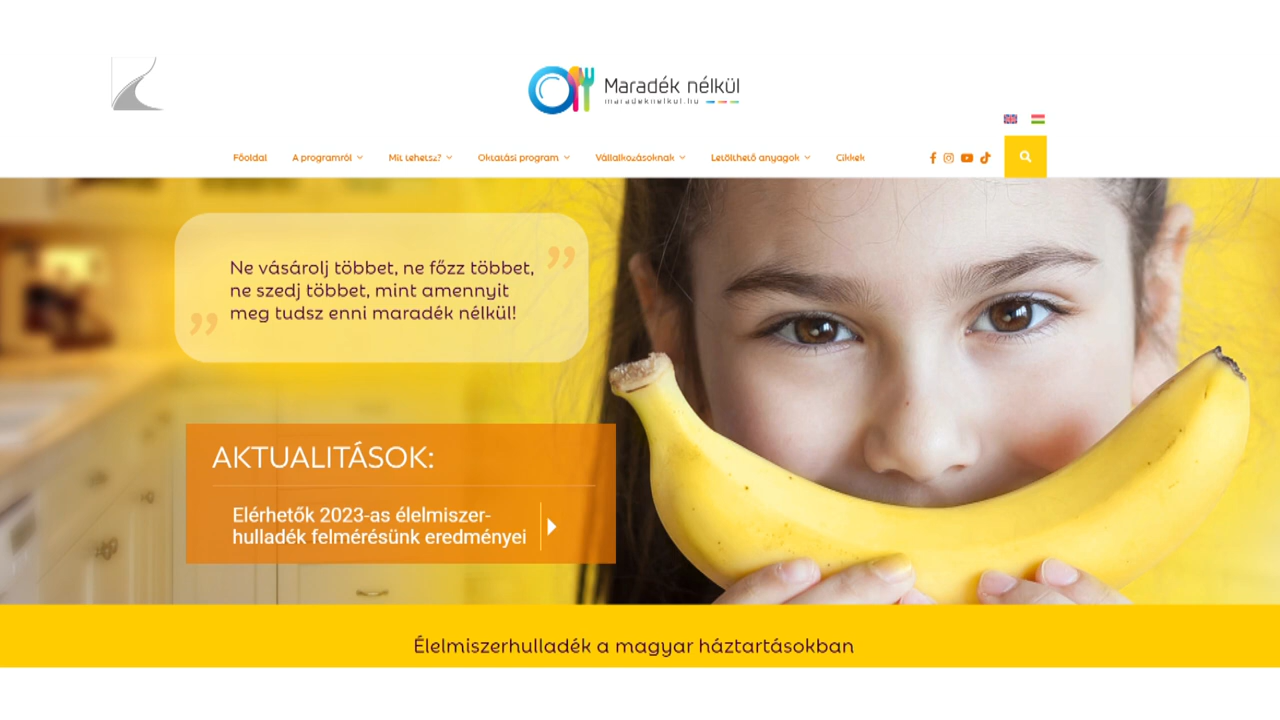 Maradék nélkül
maradeknelkul.hu
Főoldal A programról Mit tehetsz? Oktatási program Vállalkozásoknak Letölthető anyagok Cikkek
Ne vásárolj többet, ne főzz többet,
ne szedj többet, mint amennyit
meg tudsz enni maradék nélkül!
AKTUALITÁSOK:
Elérhetők 2023-as élelmiszer-
hulladék felmérésünk eredményei
Élelmiszerhulladék a magyar háztartásokban